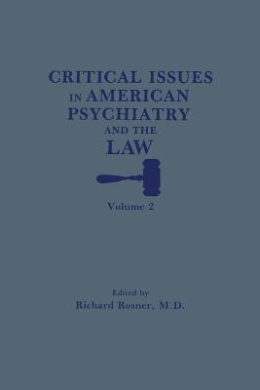 CRITICAL ISSUES
IN AMERICAN
PSYCHIATRY
AND THE
LAW
Volume 2
Edited by
Richard Rosner, M.D.